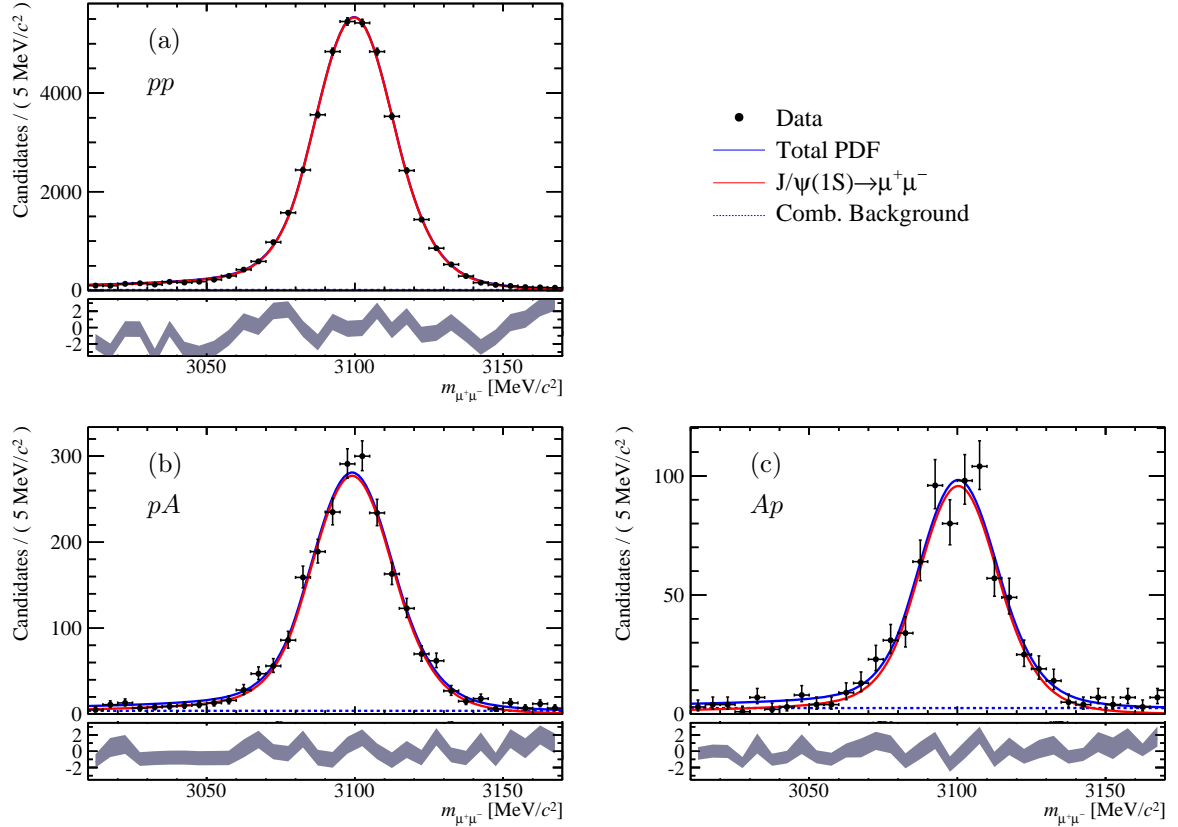 (a)
pp
Candidates / ( 5 MeV/c²)
4000
2000
0
2
0
-2
3050
3100
3150
m_μ⁺μ⁻ [MeV/c²]
Data
Total PDF
J/ψ(1S)→μ⁺μ⁻
Comb. Background
(b)
pA
Candidates / ( 5 MeV/c²)
300
200
100
0
2
0
-2
3050
3100
3150
m_μ⁺μ⁻ [MeV/c²]
(c)
Ap
Candidates / ( 5 MeV/c²)
100
50
0
2
0
-2
3050
3100
3150
m_μ⁺μ⁻ [MeV/c²]